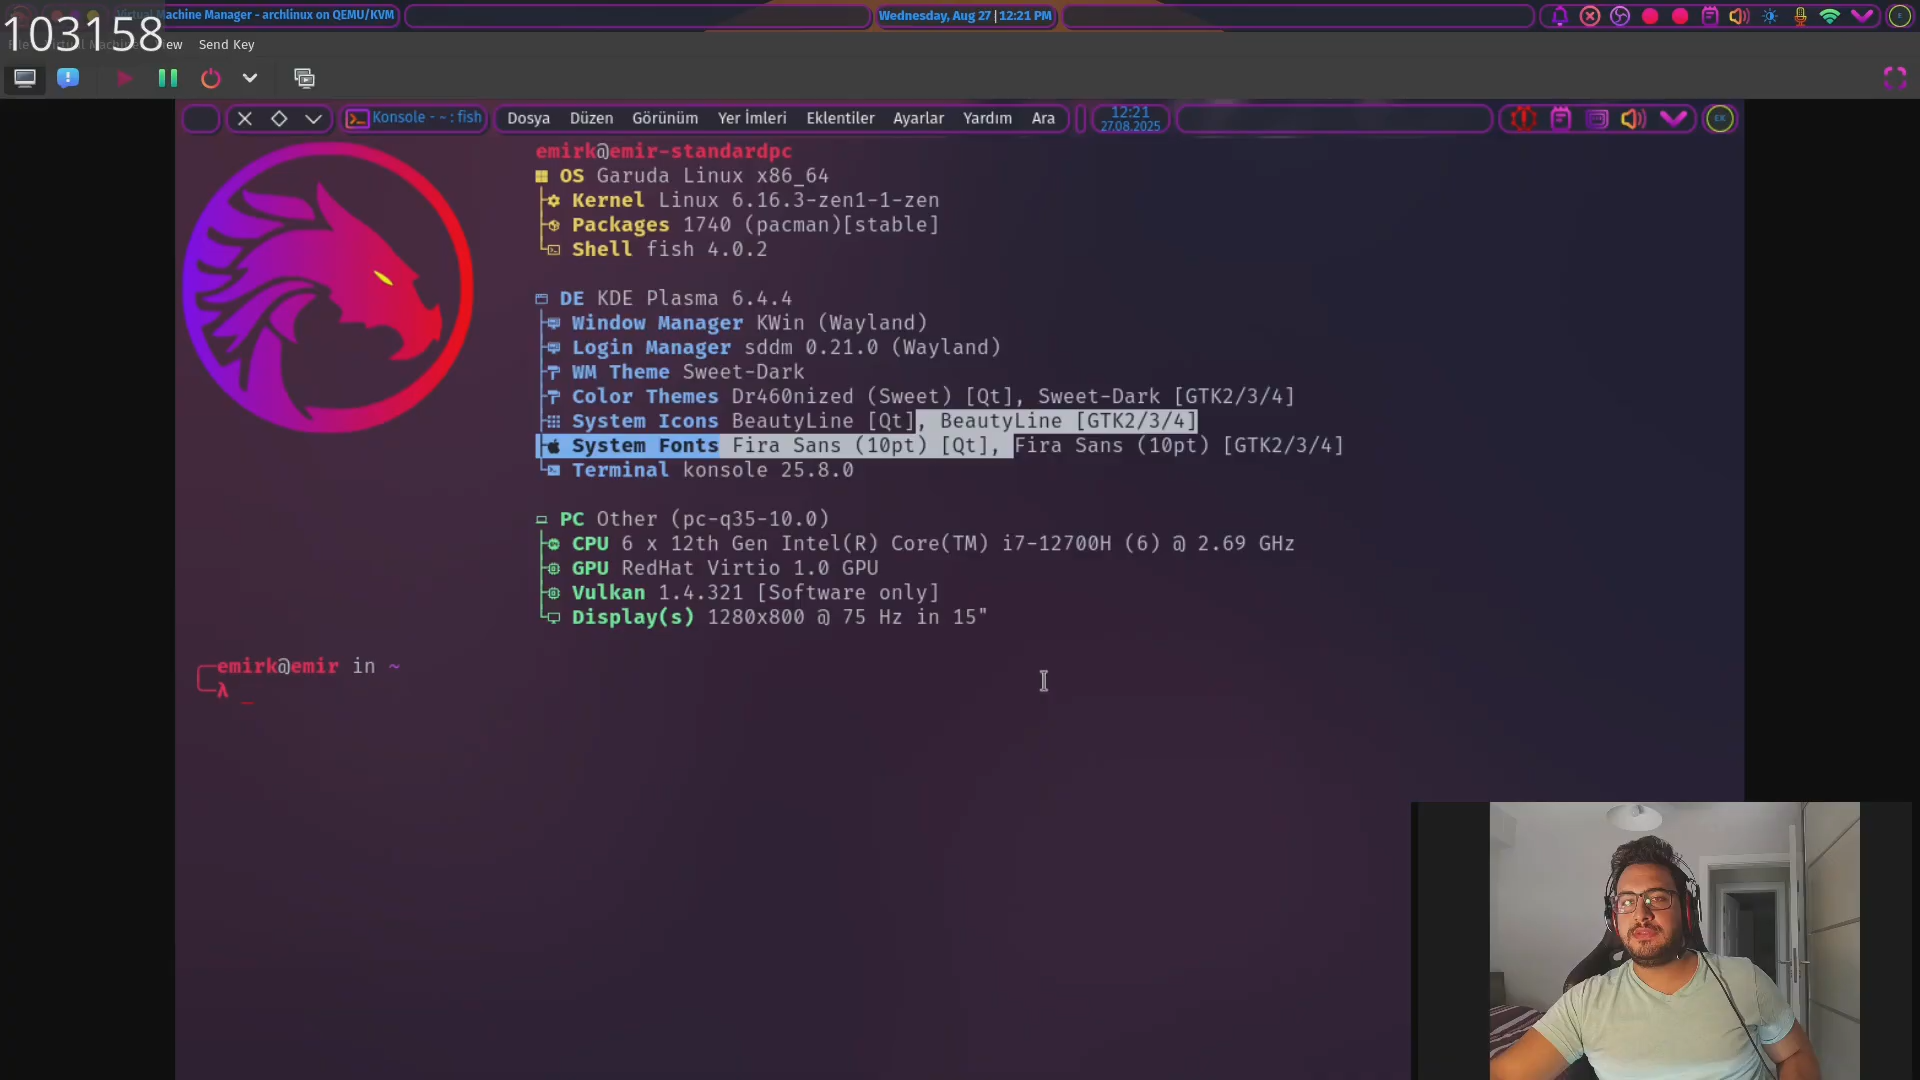 Virtual Machine Manager - archlinux on QEMU/KVM
Wednesday, Aug 27 | 12:21 PM
103158
View Send Key
Konsole - ~ : fish
Dosya Düzen Görünüm Yer İmleri Eklentiler Ayarlar Yardım Ara
12:21
27.08.2025
EK
emirk@emir-standardpc
OS Garuda Linux x86_64
Kernel Linux 6.16.3-zen1-1-zen
Packages 1740 (pacman)[stable]
Shell fish 4.0.2
DE KDE Plasma 6.4.4
Window Manager KWin (Wayland)
Login Manager sddm 0.21.0 (Wayland)
WM Theme Sweet-Dark
Color Themes Dr460nized (Sweet) [Qt], Sweet-Dark [GTK2/3/4]
System Icons BeautyLine [Qt], BeautyLine [GTK2/3/4]
System Fonts Fira Sans (10pt) [Qt], Fira Sans (10pt) [GTK2/3/4]
Terminal konsole 25.8.0
PC Other (pc-q35-10.0)
CPU 6 x 12th Gen Intel(R) Core(TM) i7-12700H (6) @ 2.69 GHz
GPU RedHat Virtio 1.0 GPU
Vulkan 1.4.321 [Software only]
Display(s) 1280x800 @ 75 Hz in 15"
emirk@emir in ~
λ _